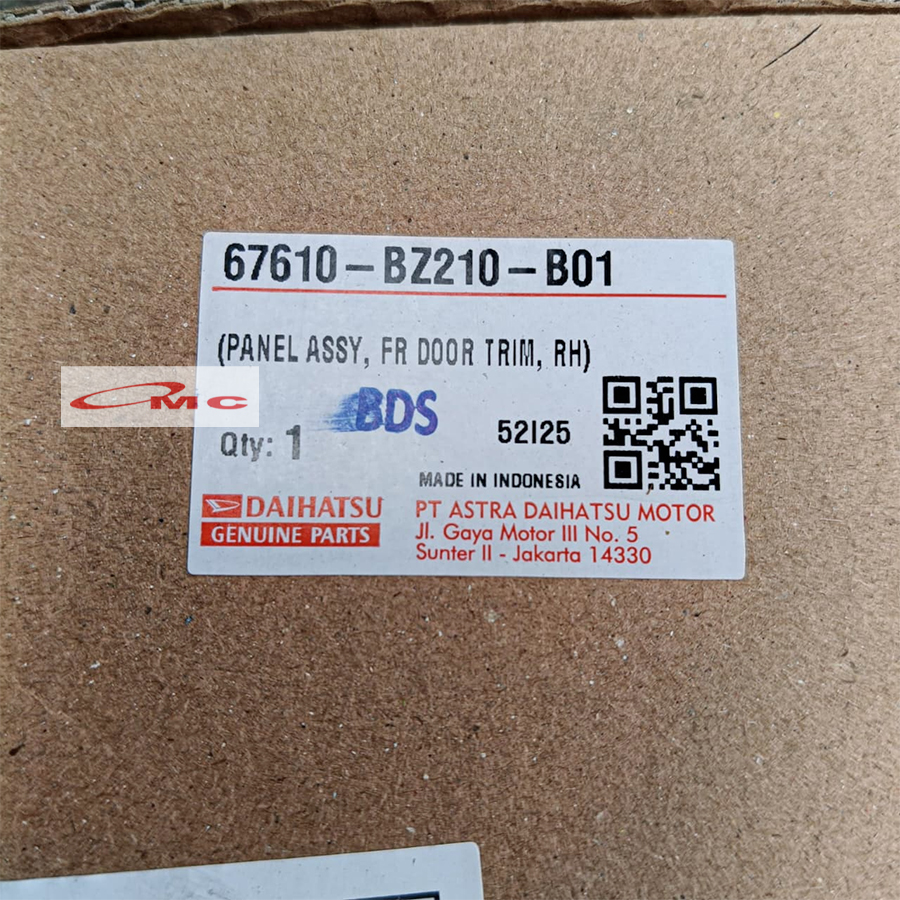 67610-BZ210-B01
(PANEL ASSY, FR DOOR TRIM, RH)
MC
BDS
Qty: 1
52I25
MADE IN INDONESIA
DAIHATSU
GENUINE PARTS
PT ASTRA DAIHATSU MOTOR
Jl. Gaya Motor III No. 5
Sunter II - Jakarta 14330